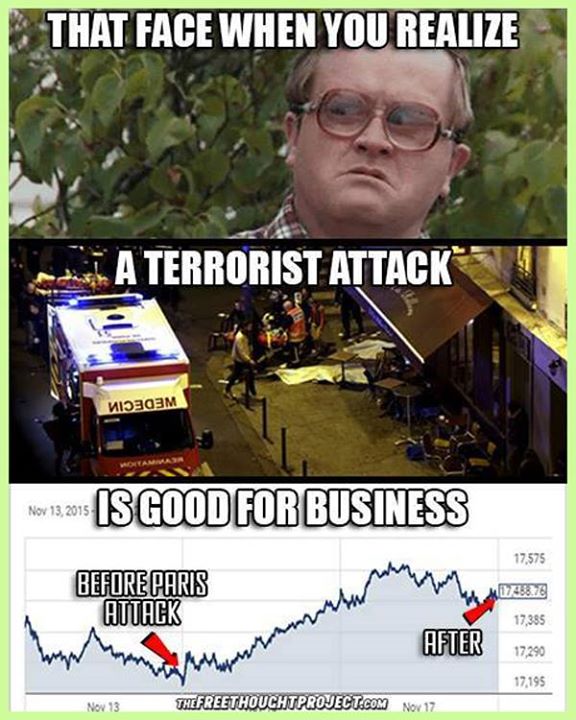 THAT FACE WHEN YOU REALIZE
A TERRORIST ATTACK
MEDECIN
REANIMATION
Nov 13, 2015 -
IS GOOD FOR BUSINESS
17,575
BEFORE PARIS
ATTACK
17,488.76
17,385
AFTER
17,290
17,195
Nov 13
THEFREETHOUGHTPROJECT.COM
Nov 17